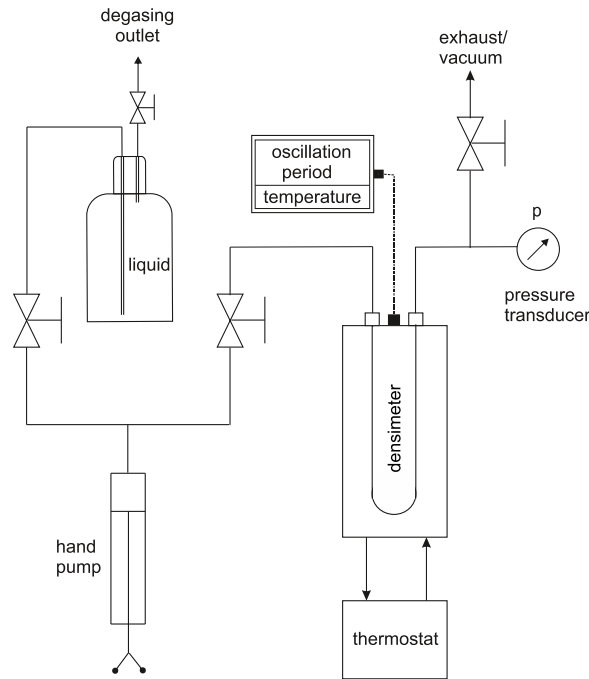 degasing
outlet
exhaust/
vacuum
oscillation
period
temperature
liquid
p
pressure
transducer
densimeter
hand
pump
thermostat